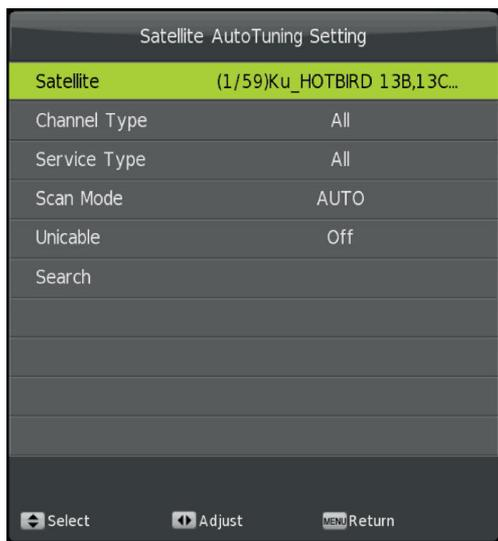 Satellite AutoTuning Setting
Satellite (1/59)Ku_HOTBIRD 13B,13C...
Channel Type All
Service Type All
Scan Mode AUTO
Unicable Off
Search
Select Adjust MENU Return